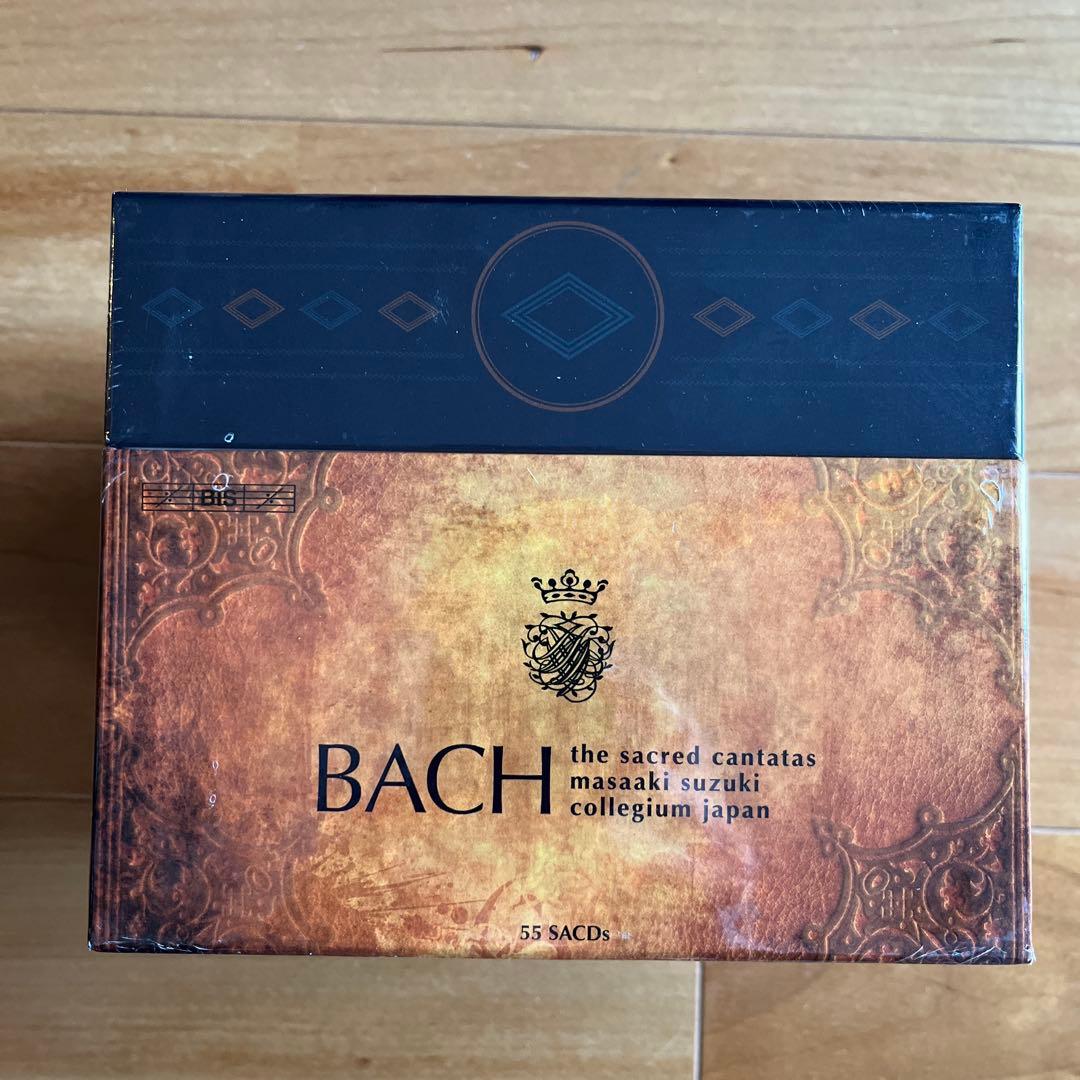 BIS
BACH
the sacred cantatas
masaaki suzuki
collegium japan
55 SACDs